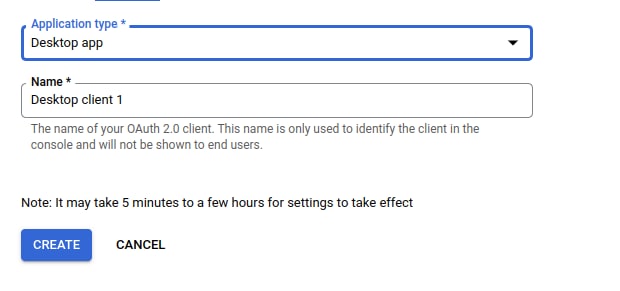 Application type *
Desktop app
Name *
Desktop client 1
The name of your OAuth 2.0 client. This name is only used to identify the client in the
console and will not be shown to end users.
Note: It may take 5 minutes to a few hours for settings to take effect
CREATE CANCEL